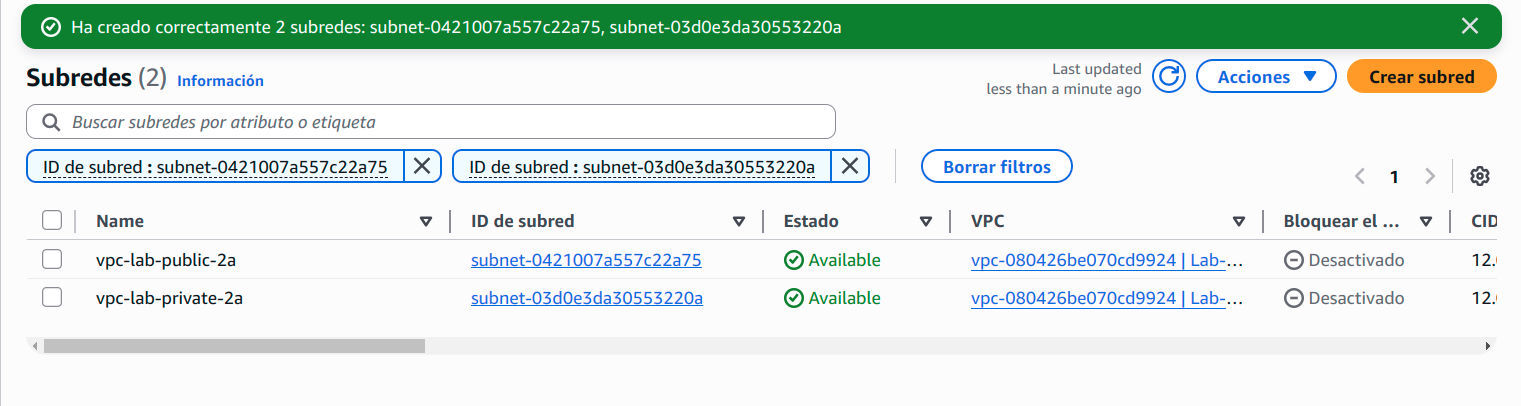 Ha creado correctamente 2 subredes: subnet-0421007a557c22a75, subnet-03d0e3da30553220a
Subredes (2) Información
Last updated
less than a minute ago
Acciones
Crear subred
Buscar subredes por atributo o etiqueta
ID de subred : subnet-0421007a557c22a75 ID de subred : subnet-03d0e3da30553220a Borrar filtros
1
Name ID de subred Estado VPC Bloquear el ... CID
vpc-lab-public-2a subnet-0421007a557c22a75 Available vpc-080426be070cd9924 | Lab-... Desactivado 12.
vpc-lab-private-2a subnet-03d0e3da30553220a Available vpc-080426be070cd9924 | Lab-... Desactivado 12.